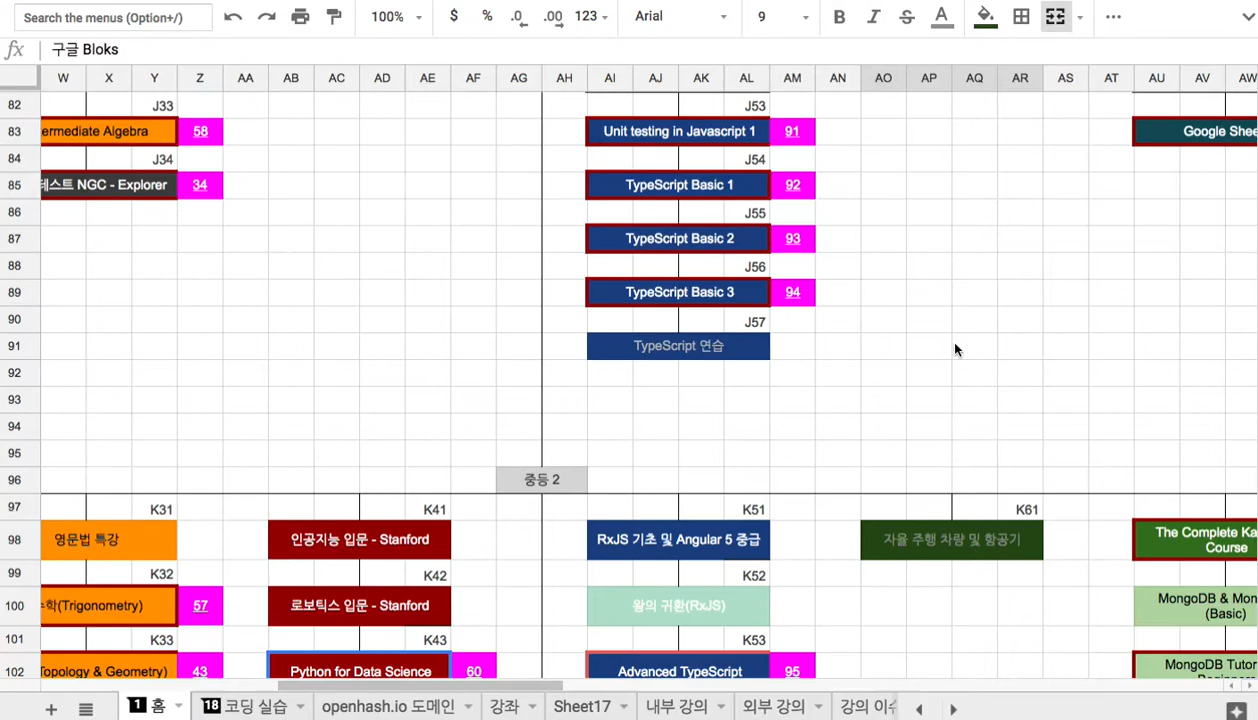 Search the menus (Option+/)
100%
$ % .0 .00 123
Arial
9
B I S A
fx 구글 Bloks
W X Y Z AA AB AC AD AE AF AG AH AI AJ AK AL AM AN AO AP AQ AR AS AT AU AV AW
82 J33 J53
83 ermediate Algebra 58 Unit testing in Javascript 1 91 Google Shee
84 J34 J54
85 테스트 NGC - Explorer 34 TypeScript Basic 1 92
86 J55
87 TypeScript Basic 2 93
88 J56
89 TypeScript Basic 3 94
90 J57
91 TypeScript 연습
92
93
94
95
96 중등 2
97 K31 K41 K51 K61
98 영문법 특강 인공지능 입문 - Stanford RxJS 기초 및 Angular 5 중급 자율 주행 차량 및 항공기 The Complete Ka
Course
99 K32 K42 K52
100 학(Trigonometry) 57 로보틱스 입문 - Stanford 왕의 귀환(RxJS) MongoDB & Mon
(Basic)
101 K33 K43 K53
102 Topology & Geometry) 43 Python for Data Science 60 Advanced TypeScript 95 MongoDB Tutor
1 홈 18 코딩 실습 openhash.io 도메인 강좌 Sheet17 내부 강의 외부 강의 강의 이슈